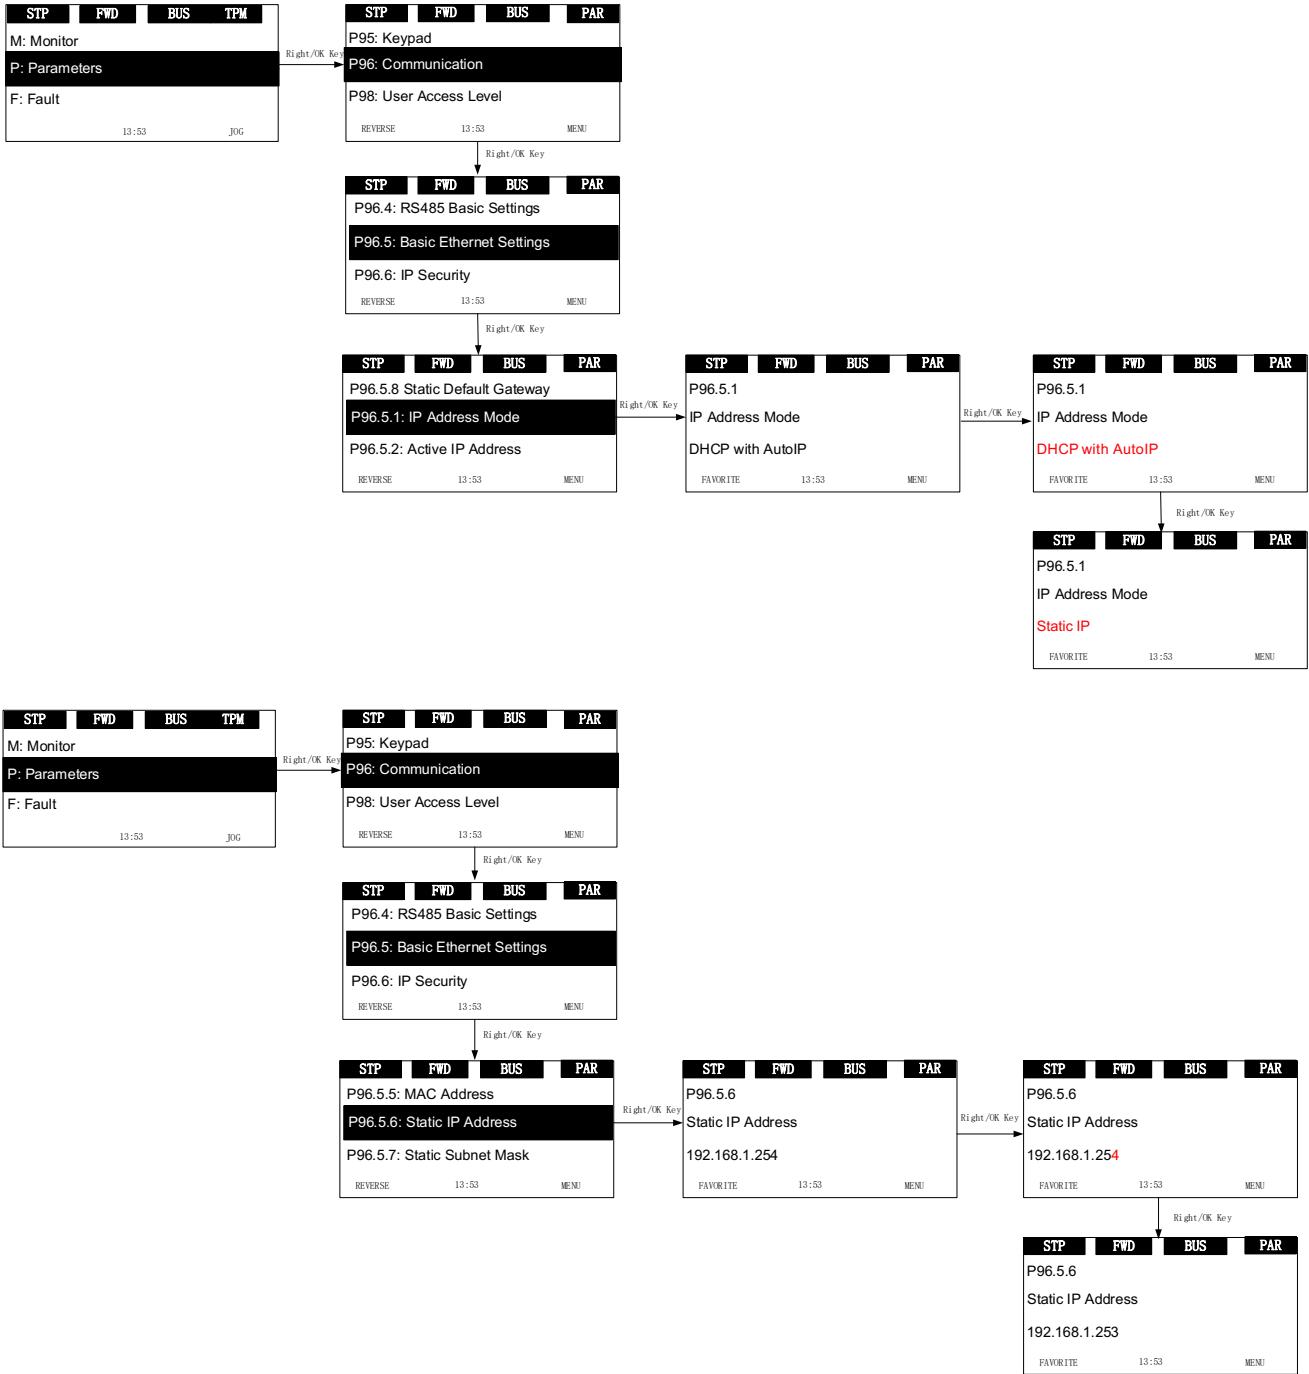 STP FWD BUS TPM
M: Monitor
P: Parameters
F: Fault
13:53 JOG
Right/OK Key
STP FWD BUS PAR
P95: Keypad
P96: Communication
P98: User Access Level
REVERSE 13:53 MENU
Right/OK Key
STP FWD BUS PAR
P96.4: RS485 Basic Settings
P96.5: Basic Ethernet Settings
P96.6: IP Security
REVERSE 13:53 MENU
Right/OK Key
STP FWD BUS PAR
P96.5.8 Static Default Gateway
P96.5.1: IP Address Mode
P96.5.2: Active IP Address
REVERSE 13:53 MENU
Right/OK Key
STP FWD BUS PAR
P96.5.1
IP Address Mode
DHCP with AutoIP
FAVORITE 13:53 MENU
Right/OK Key
STP FWD BUS PAR
P96.5.1
IP Address Mode
DHCP with AutoIP
FAVORITE 13:53 MENU
Right/OK Key
STP FWD BUS PAR
P96.5.1
IP Address Mode
Static IP
FAVORITE 13:53 MENU
STP FWD BUS TPM
M: Monitor
P: Parameters
F: Fault
13:53 JOG
Right/OK Key
STP FWD BUS PAR
P95: Keypad
P96: Communication
P98: User Access Level
REVERSE 13:53 MENU
Right/OK Key
STP FWD BUS PAR
P96.4: RS485 Basic Settings
P96.5: Basic Ethernet Settings
P96.6: IP Security
REVERSE 13:53 MENU
Right/OK Key
STP FWD BUS PAR
P96.5.5: MAC Address
P96.5.6: Static IP Address
P96.5.7: Static Subnet Mask
REVERSE 13:53 MENU
Right/OK Key
STP FWD BUS PAR
P96.5.6
Static IP Address
192.168.1.254
FAVORITE 13:53 MENU
Right/OK Key
STP FWD BUS PAR
P96.5.6
Static IP Address
192.168.1.254
FAVORITE 13:53 MENU
Right/OK Key
STP FWD BUS PAR
P96.5.6
Static IP Address
192.168.1.253
FAVORITE 13:53 MENU